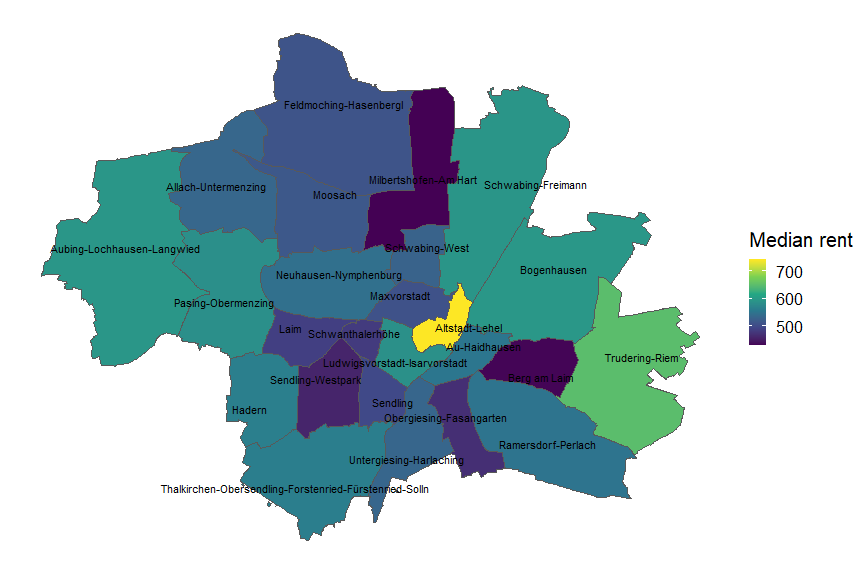 Feldmoching-Hasenbergl
Milbertshofen-Am Hart
Allach-Untermenzing
Moosach
Schwabing-Freimann
Aubing-Lochhausen-Langwied
Schwabing-West
Median rent
Neuhausen-Nymphenburg
Bogenhausen
700
Pasing-Obermenzing
Maxvorstadt
600
Laim
Schwanthalerhöhe
Altstadt-Lehel
500
Au-Haidhausen
Ludwigsvorstadt-Isarvorstadt
Trudering-Riem
Sendling-Westpark
Berg am Laim
Hadern
Sendling
Obergiesing-Fasangarten
Ramersdorf-Perlach
Untergiesing-Harlaching
Thalkirchen-Obersendling-Forstenried-Fürstenried-Solln